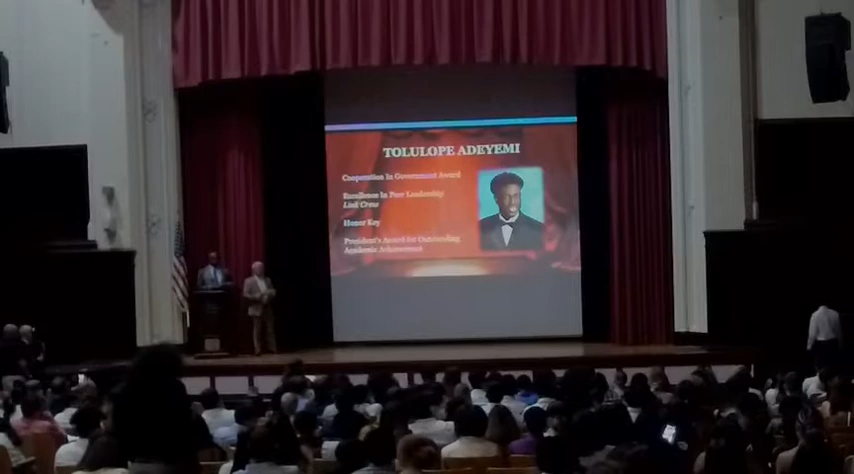 TOLULOPE ADEYEMI
Cooperation In Government Award
Excellence In Peer Leadership
Link Crew
Honor Key
President's Award for Outstanding
Academic Achievement